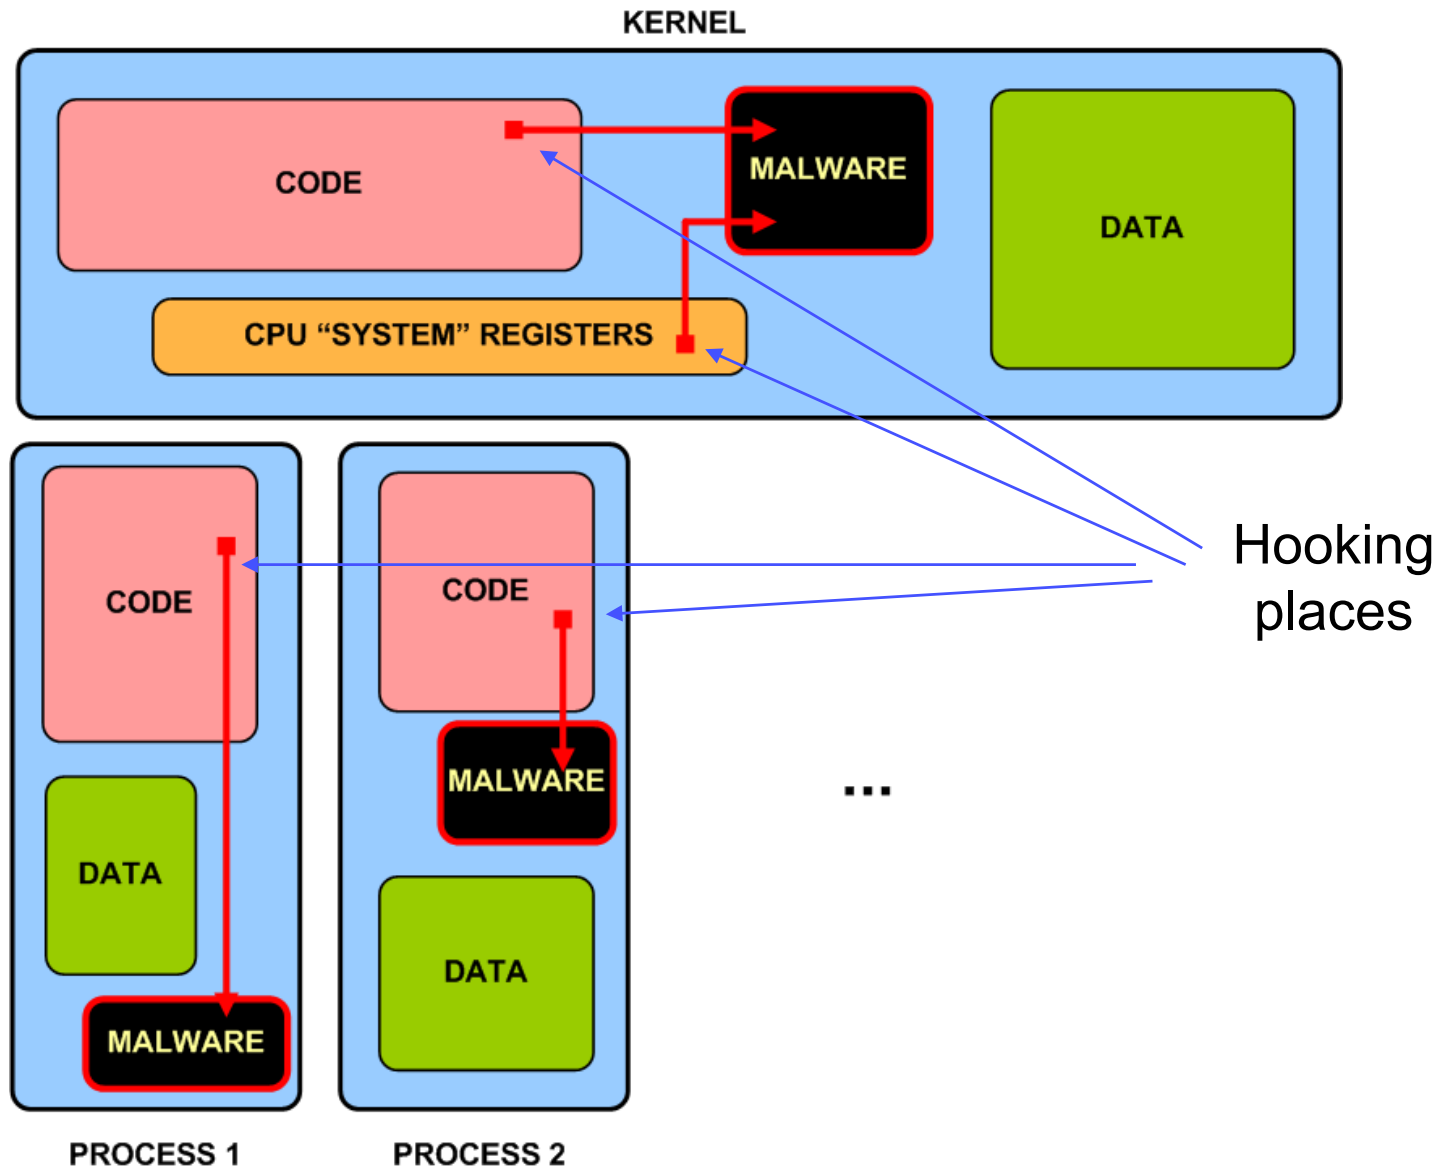 KERNEL
CODE
MALWARE
DATA
CPU “SYSTEM” REGISTERS
CODE
DATA
MALWARE
PROCESS 1
CODE
MALWARE
DATA
PROCESS 2
...
Hooking
places